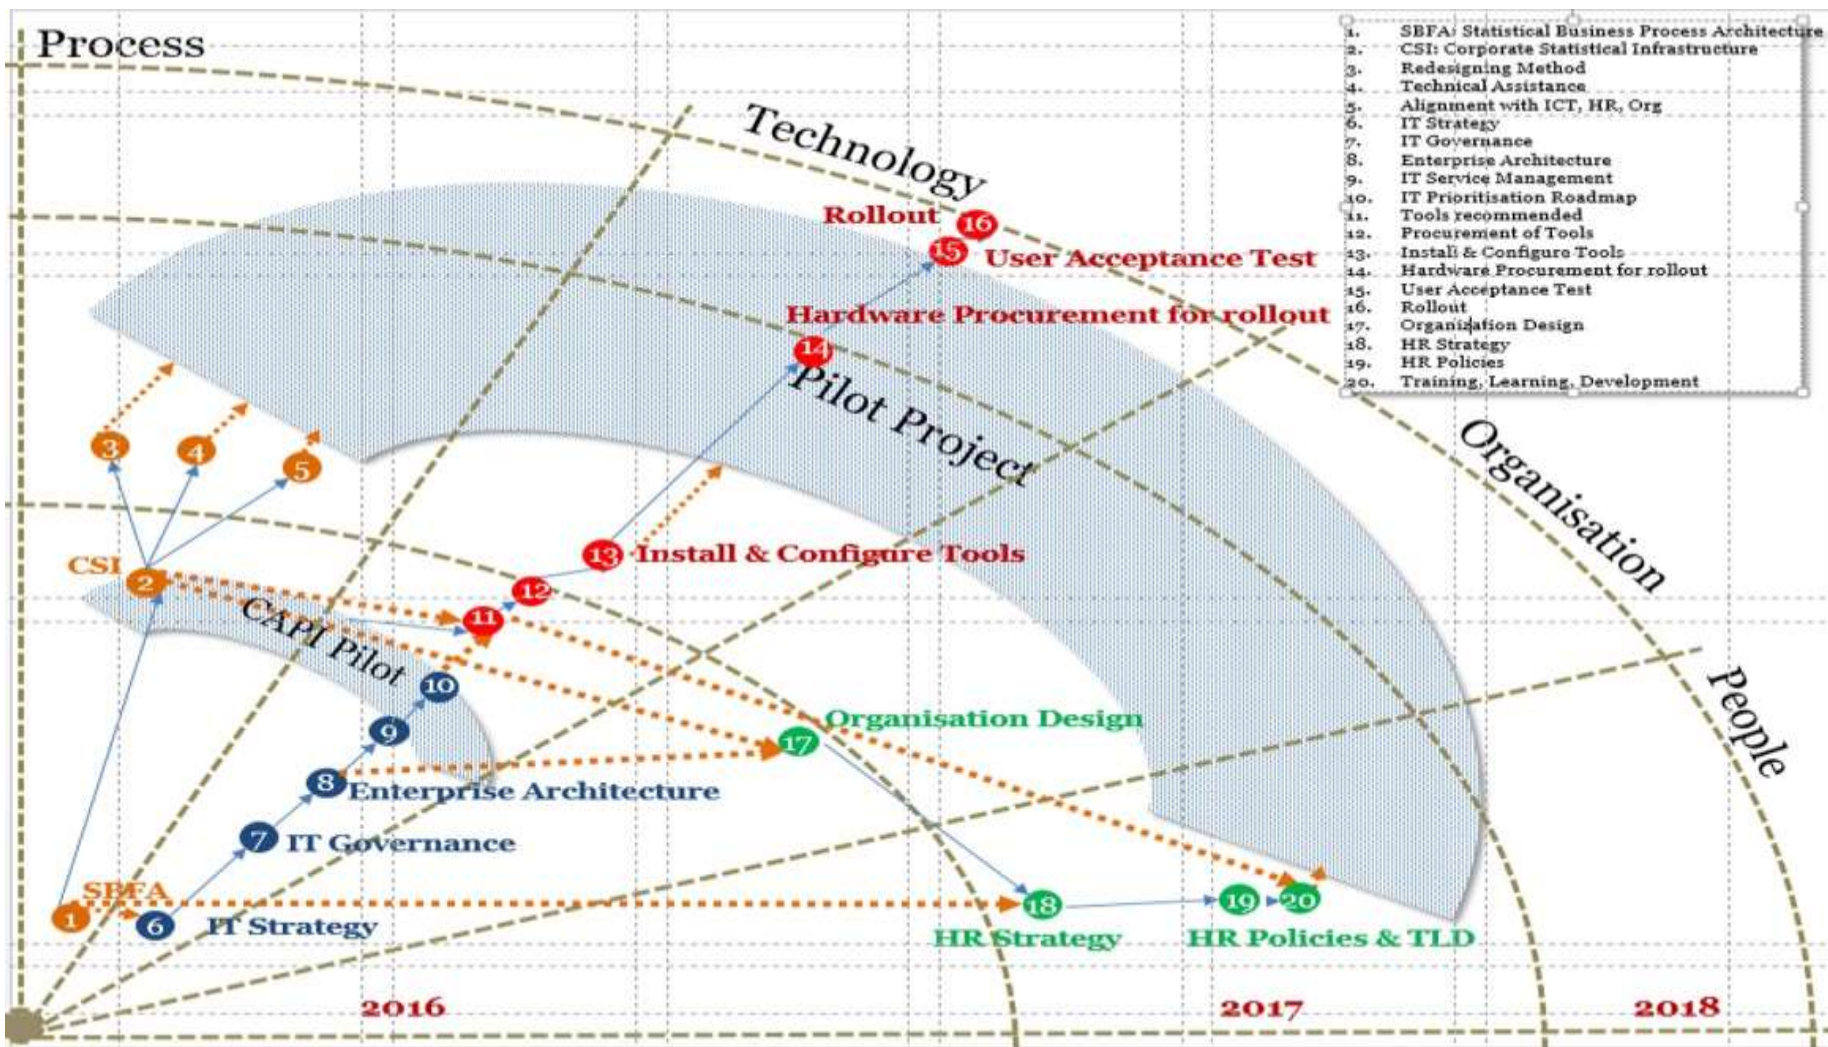 Process
Technology
Organisation
People
1. SBFA: Statistical Business Process Architecture
2. CSI: Corporate Statistical Infrastructure
3. Redesigning Method
4. Technical Assistance
5. Alignment with ICT, HR, Org
6. IT Strategy
7. IT Governance
8. Enterprise Architecture
9. IT Service Management
10. IT Prioritisation Roadmap
11. Tools recommended
12. Procurement of Tools
13. Install & Configure Tools
14. Hardware Procurement for rollout
15. User Acceptance Test
16. Rollout
17. Organization Design
18. HR Strategy
19. HR Policies
20. Training, Learning, Development
Rollout 16
15 User Acceptance Test
Hardware Procurement for rollout
14
Pilot Project
3
4
5
13 Install & Configure Tools
CSI
2
12
11
CAPI Pilot
10
9
Organisation Design
17
8 Enterprise Architecture
7 IT Governance
SBFA
1
6 IT Strategy
18
HR Strategy
19
20
HR Policies & TLD
2016
2017
2018